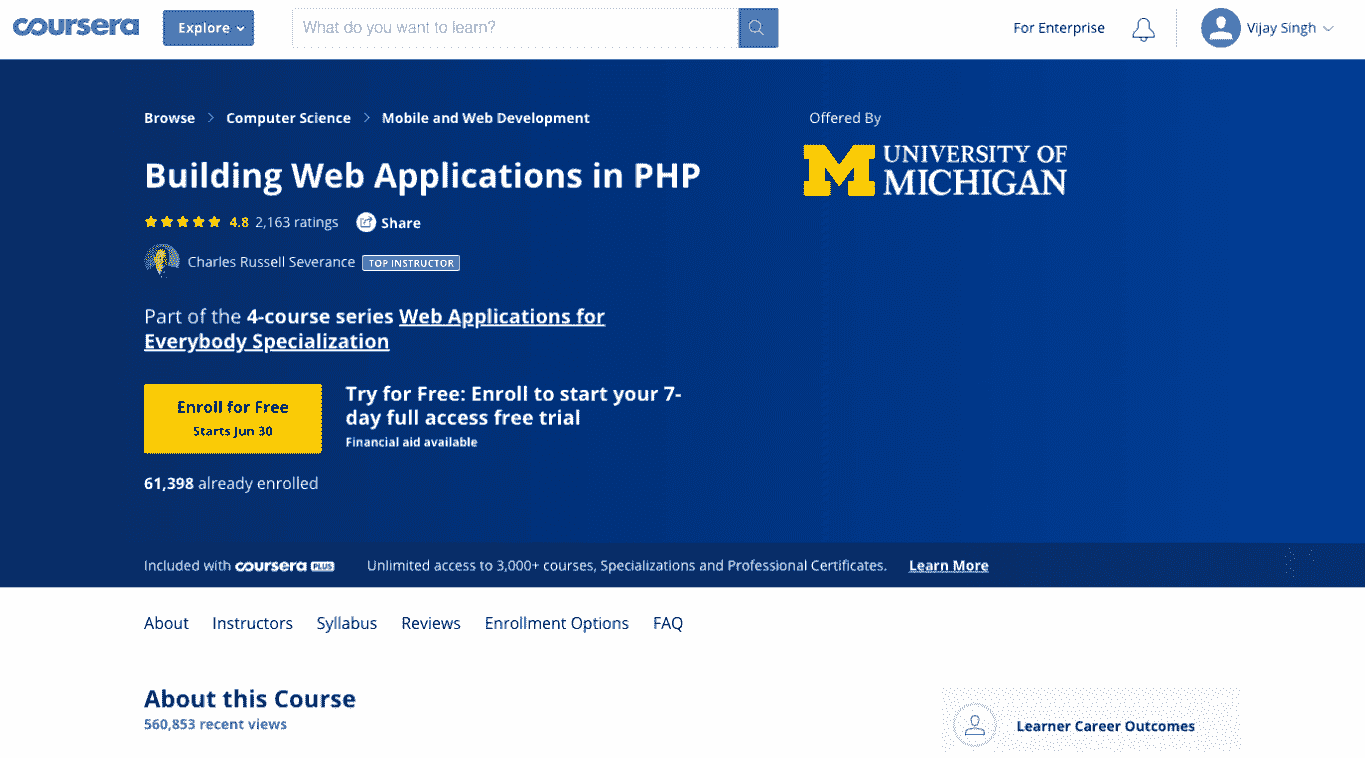 coursera Explore What do you want to learn? For Enterprise Vijay Singh
Browse > Computer Science > Mobile and Web Development
Offered By
Building Web Applications in PHP
M UNIVERSITY OF
MICHIGAN
4.8 2,163 ratings Share
Charles Russell Severance TOP INSTRUCTOR
Part of the 4-course series Web Applications for
Everybody Specialization
Enroll for Free
Starts Jun 30
Try for Free: Enroll to start your 7-
day full access free trial
Financial aid available
61,398 already enrolled
Included with coursera PLUS Unlimited access to 3,000+ courses, Specializations and Professional Certificates. Learn More
About Instructors Syllabus Reviews Enrollment Options FAQ
About this Course
560,853 recent views
Learner Career Outcomes